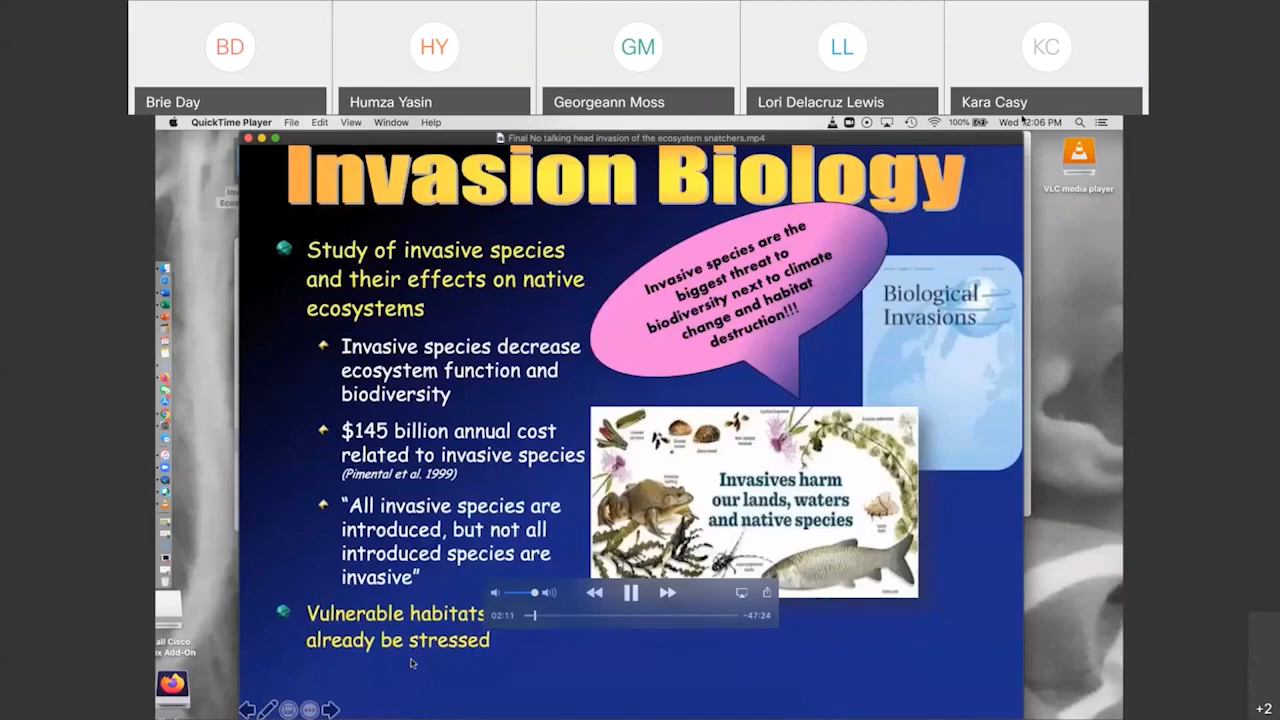 BD
HY
GM
LL
KC
Brie Day
Humza Yasin
Georgeann Moss
Lori Delacruz Lewis
Kara Casy
QuickTime Player File Edit View Window Help
100%
Wed 12:06 PM
Final No talking head invasion of the ecosystem snatchers.mp4
VLC media player
Invasion Biology
Study of invasive species
and their effects on native
ecosystems
Invasive species decrease
ecosystem function and
biodiversity
$145 billion annual cost
related to invasive species
(Pimental et al. 1999)
"All invasive species are
introduced, but not all
introduced species are
invasive"
Vulnerable habitats
already be stressed
Invasive species are the
biggest threat to
biodiversity next to climate
change and habitat
destruction!!!
Biological
Invasions
Invasives harm
our lands, waters
and native species
02:11
-47:24
all Cisco
ex Add-On
+2